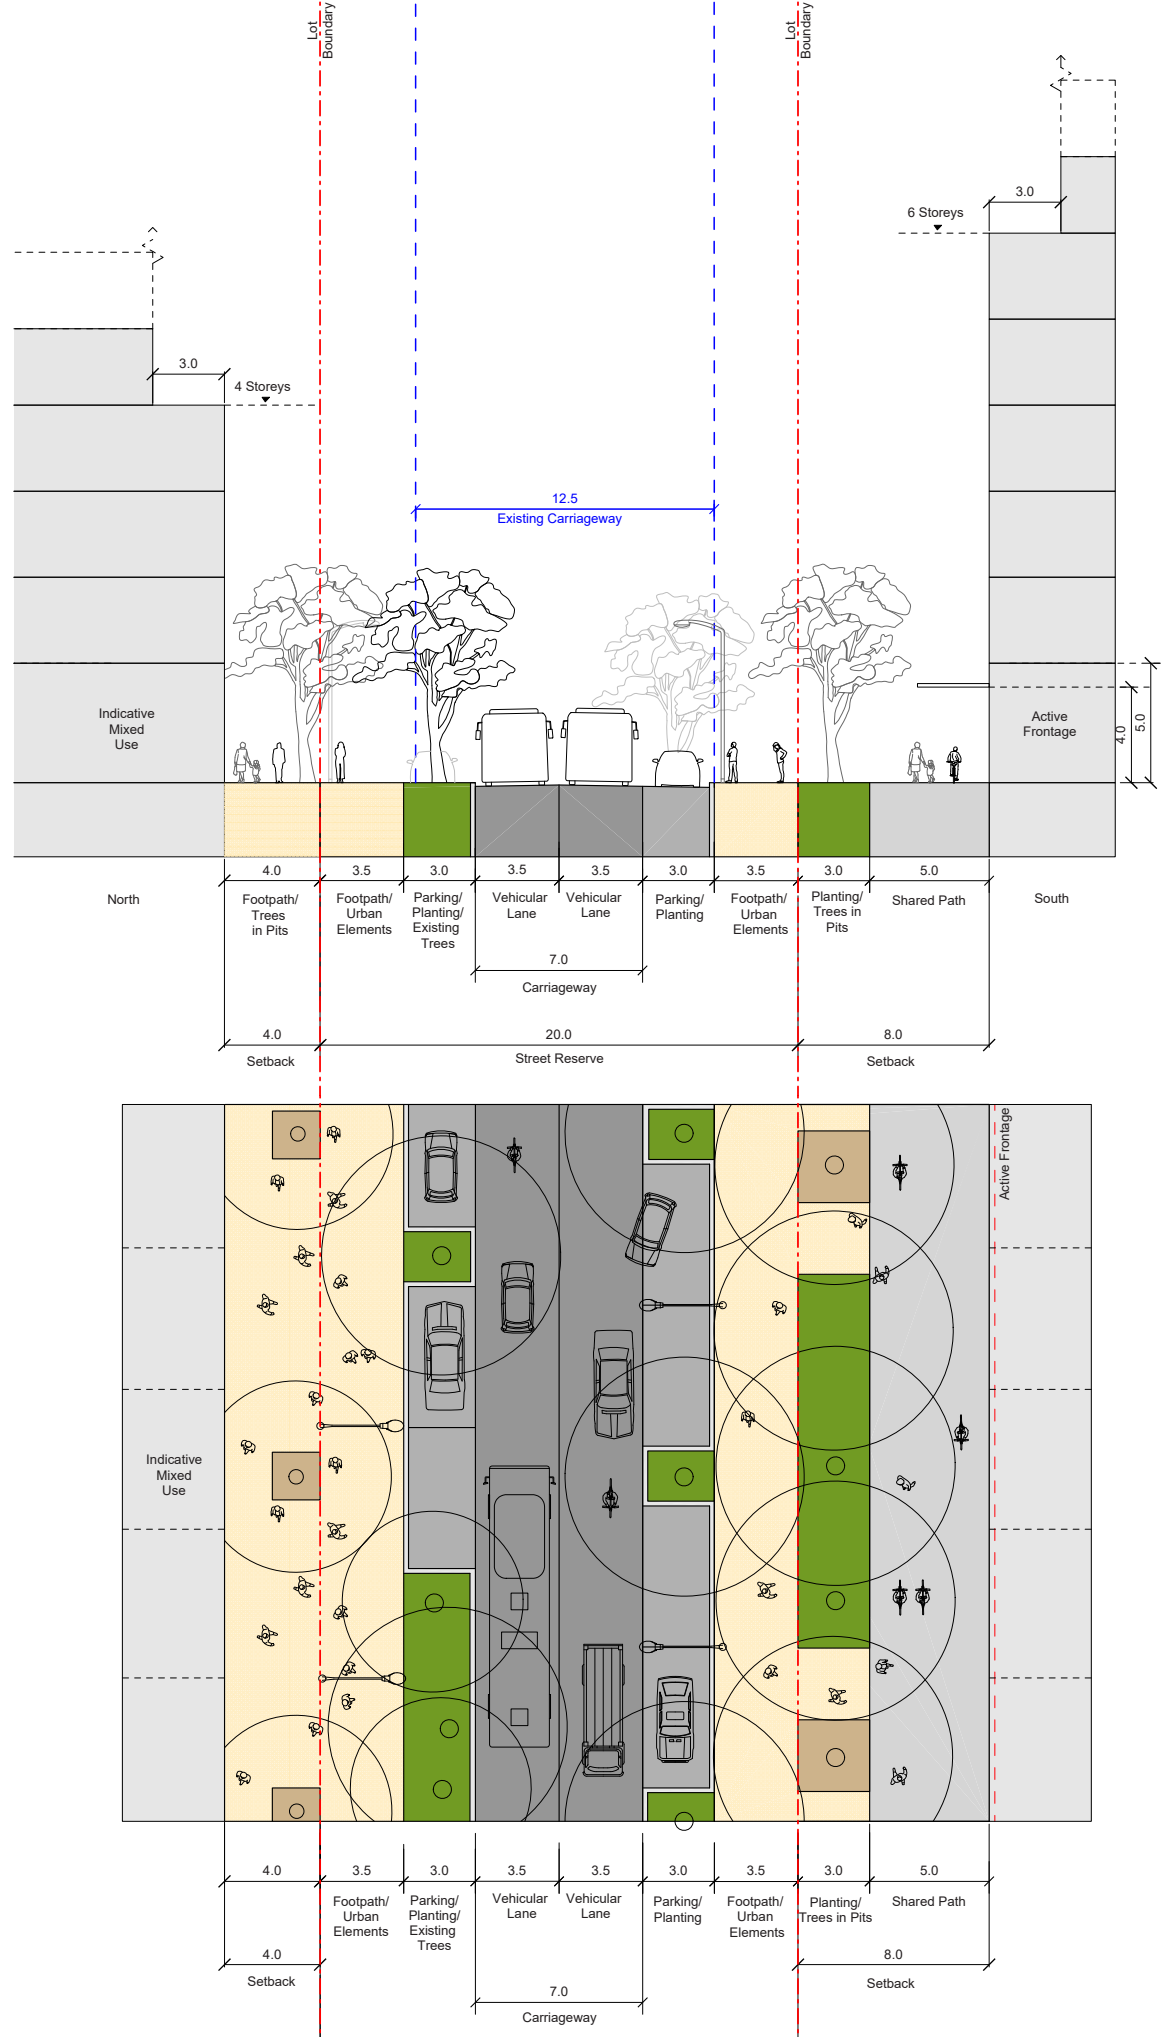 Lot
Boundary
Lot
Boundary
3.0
6 Storeys
3.0
4 Storeys
12.5
Existing Carriageway
Indicative
Mixed
Use
Active
Frontage
4.0
5.0
4.0
3.5
3.0
3.5
3.5
3.0
3.5
3.0
5.0
North
Footpath/
Trees
in Pits
Footpath/
Urban
Elements
Parking/
Planting/
Existing
Trees
Vehicular
Lane
Vehicular
Lane
Parking/
Planting
Footpath/
Urban
Elements
Planting/
Trees in
Pits
Shared Path
South
7.0
Carriageway
4.0
Setback
20.0
Street Reserve
8.0
Setback
Active Frontage
Indicative
Mixed
Use
4.0
3.5
3.0
3.5
3.5
3.0
3.5
3.0
5.0
Footpath/
Urban
Elements
Parking/
Planting/
Existing
Trees
Vehicular
Lane
Vehicular
Lane
Parking/
Planting
Footpath/
Urban
Elements
Planting/
Trees in Pits
Shared Path
4.0
Setback
8.0
Setback
7.0
Carriageway